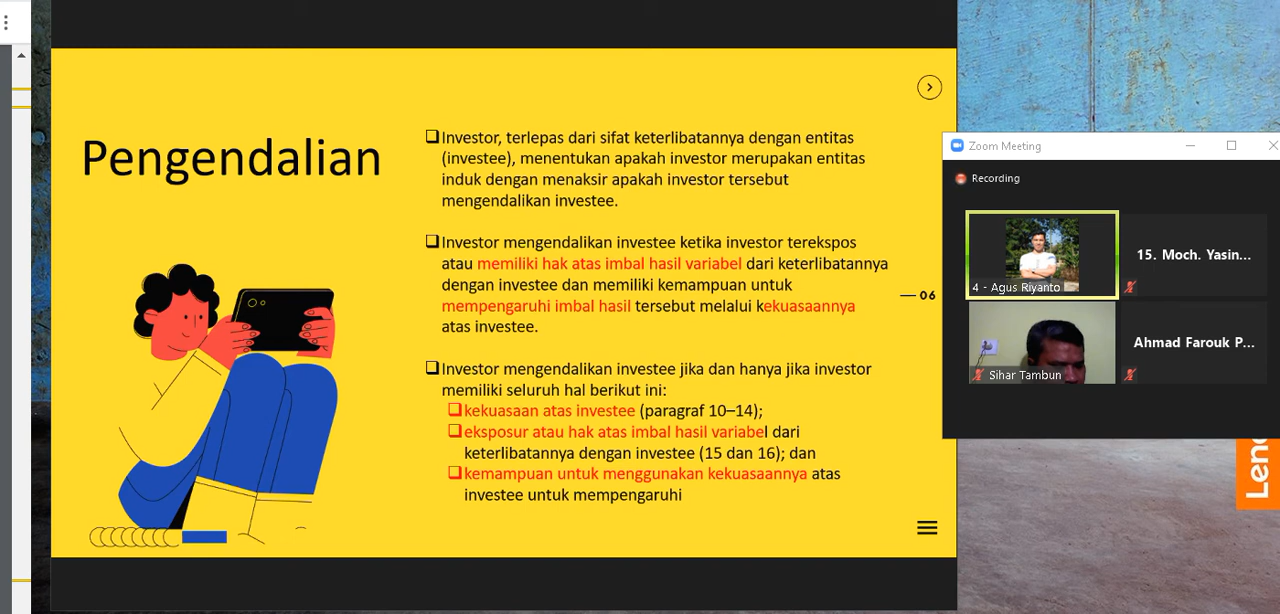 Pengendalian
❑Investor, terlepas dari sifat keterlibatannya dengan entitas
(investee), menentukan apakah investor merupakan entitas
induk dengan menaksir apakah investor tersebut
mengendalikan investee.
❑Investor mengendalikan investee ketika investor terekspos
atau memiliki hak atas imbal hasil variabel dari keterlibatannya
dengan investee dan memiliki kemampuan untuk
mempengaruhi imbal hasil tersebut melalui kekuasaannya
atas investee.
❑Investor mengendalikan investee jika dan hanya jika investor
memiliki seluruh hal berikut ini:
❑kekuasaan atas investee (paragraf 10–14);
❑eksposur atau hak atas imbal hasil variabel dari
keterlibatannya dengan investee (15 dan 16); dan
❑kemampuan untuk menggunakan kekuasaannya atas
investee untuk mempengaruhi
— 06
Zoom Meeting
Recording
4 - Agus Riyanto
15. Moch. Yasin...
Sihar Tambun
Ahmad Farouk P...